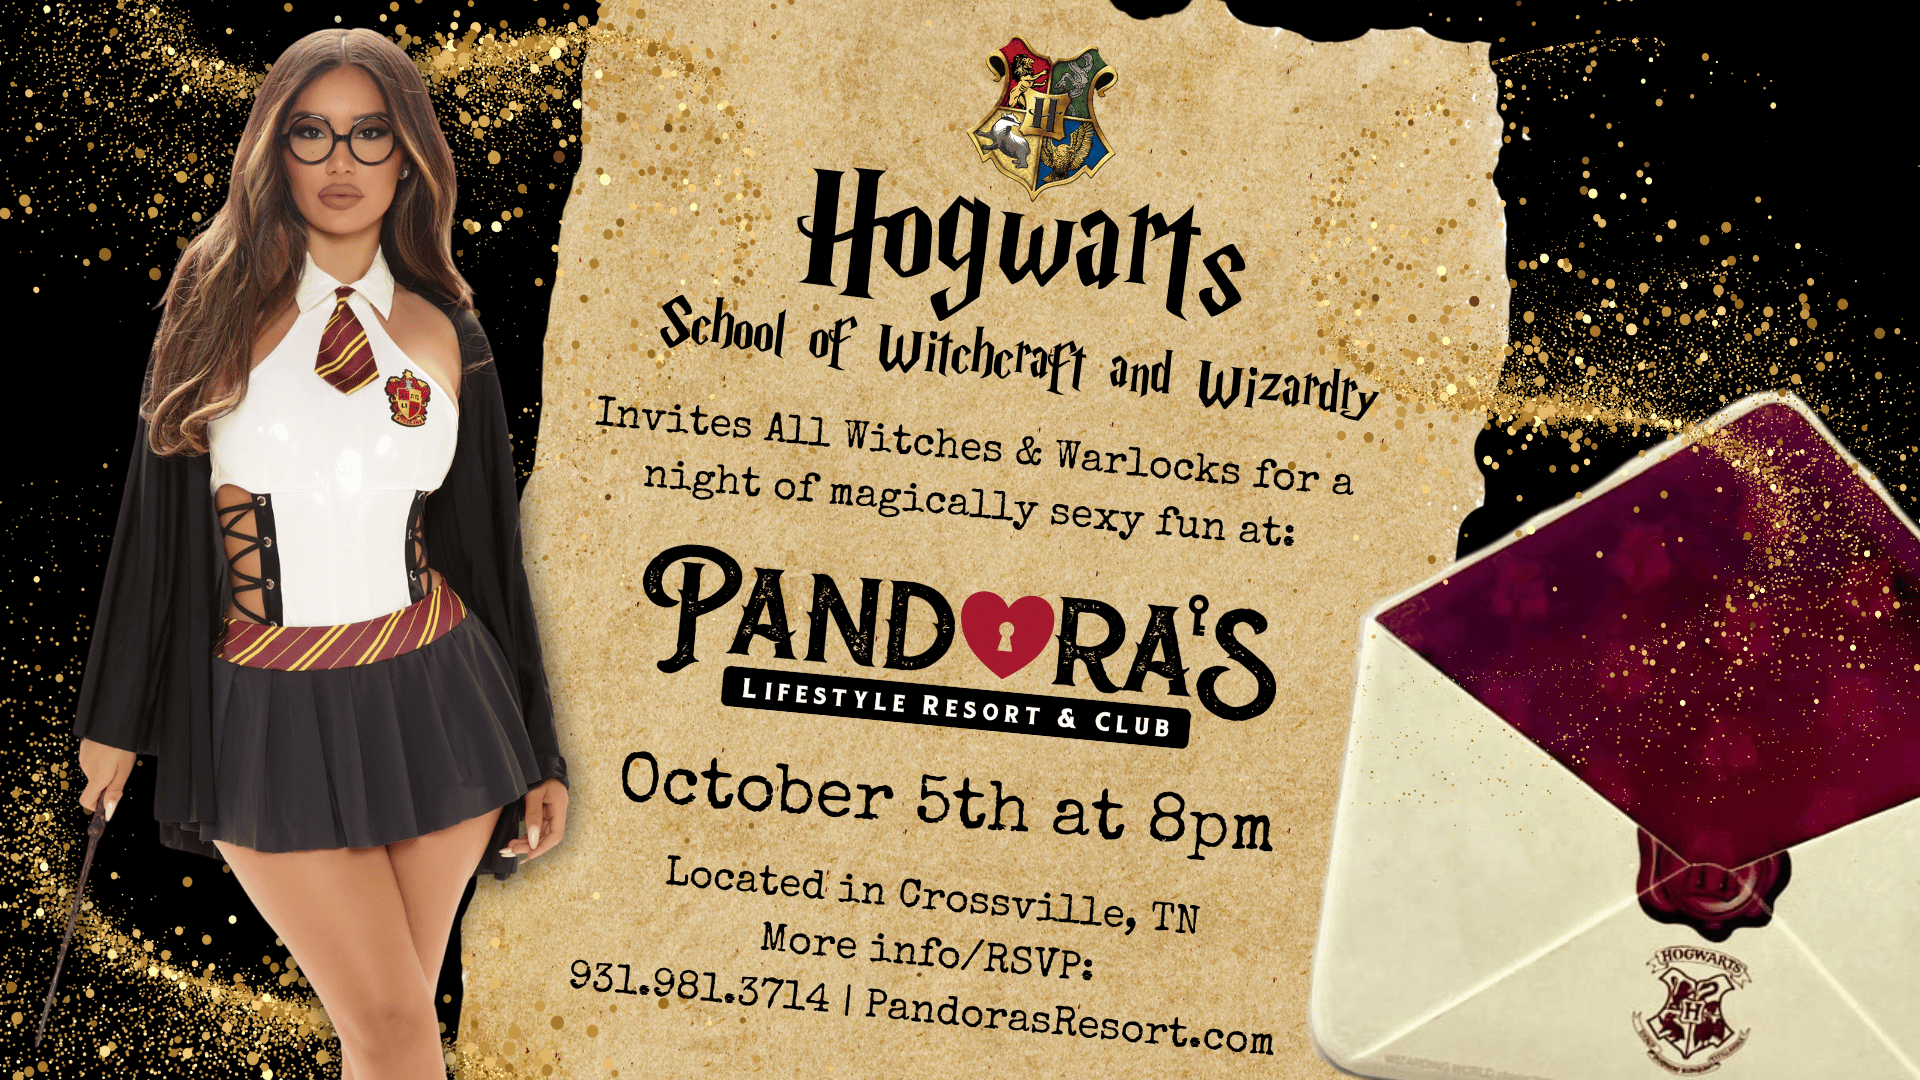 Hogwarts
School of Witchcraft and Wizardry
Invites All Witches & Warlocks for a
night of magically sexy fun at:
PANDORA'S
LIFESTYLE RESORT & CLUB
October 5th at 8pm
Located in Crossville, TN
More info/RSVP:
931.981.3714 | PandorasResort.com
HOGWARTS
H